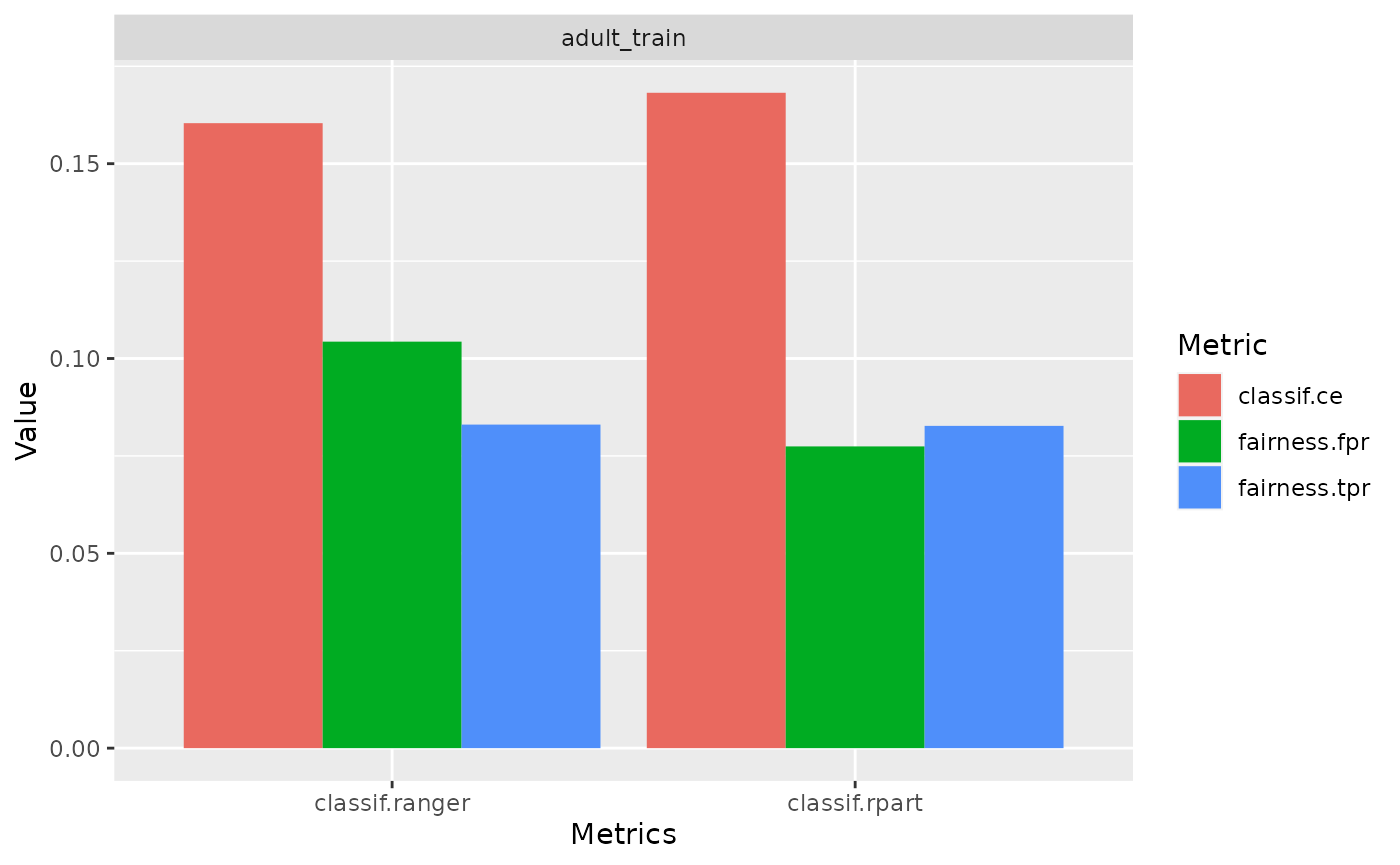 adult_train
0.15
0.10
0.05
0.00
Value
classif.ranger
classif.rpart
Metrics
Metric
classif.ce
fairness.fpr
fairness.tpr